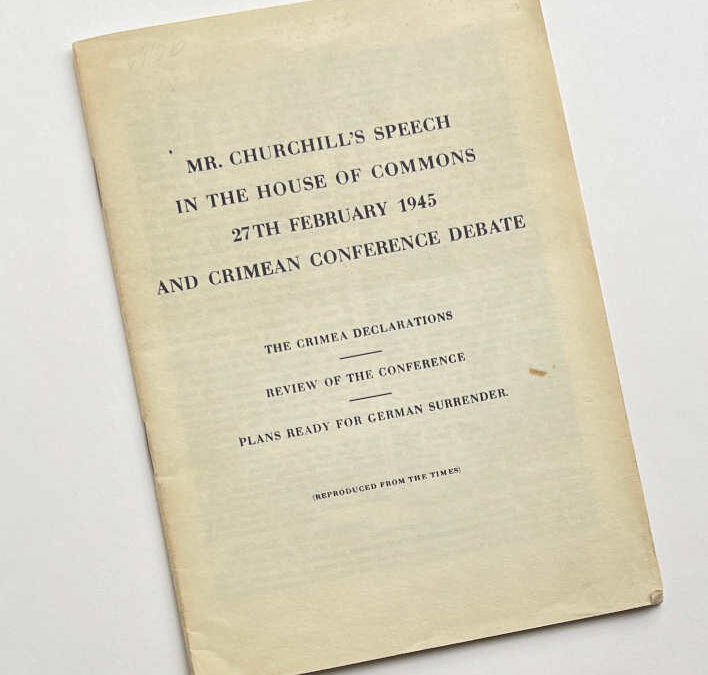 MR. CHURCHILL'S SPEECH
IN THE HOUSE OF COMMONS
27TH FEBRUARY 1945
AND CRIMEAN CONFERENCE DEBATE
THE CRIMEA DECLARATIONS
REVIEW OF THE CONFERENCE
PLANS READY FOR GERMAN SURRENDER
(REPRODUCED FROM THE TIMES)